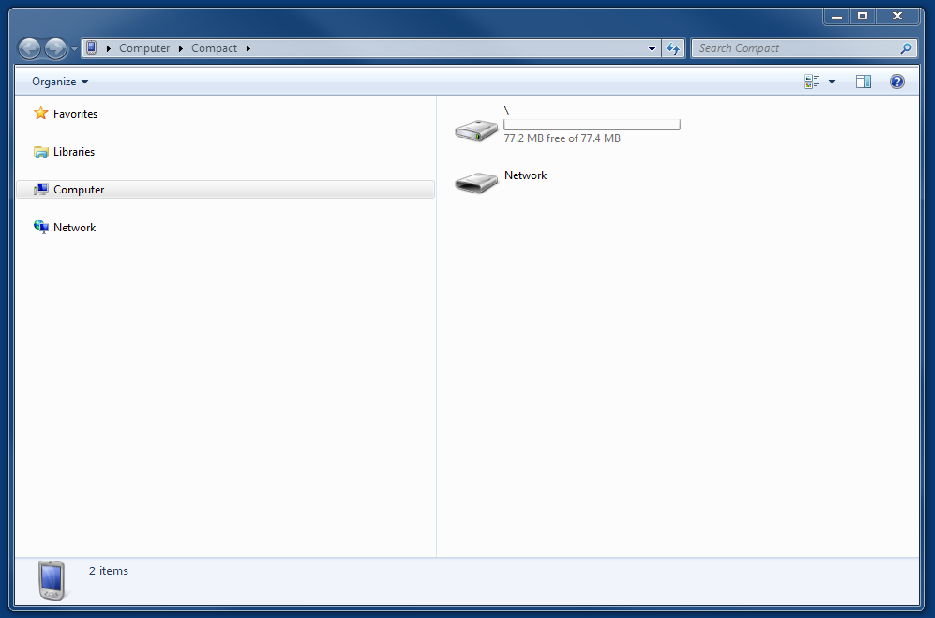 Computer Compact
Search Compact
Organize
Favorites
Libraries
Computer
Network
\
77.2 MB free of 77.4 MB
Network
2 items